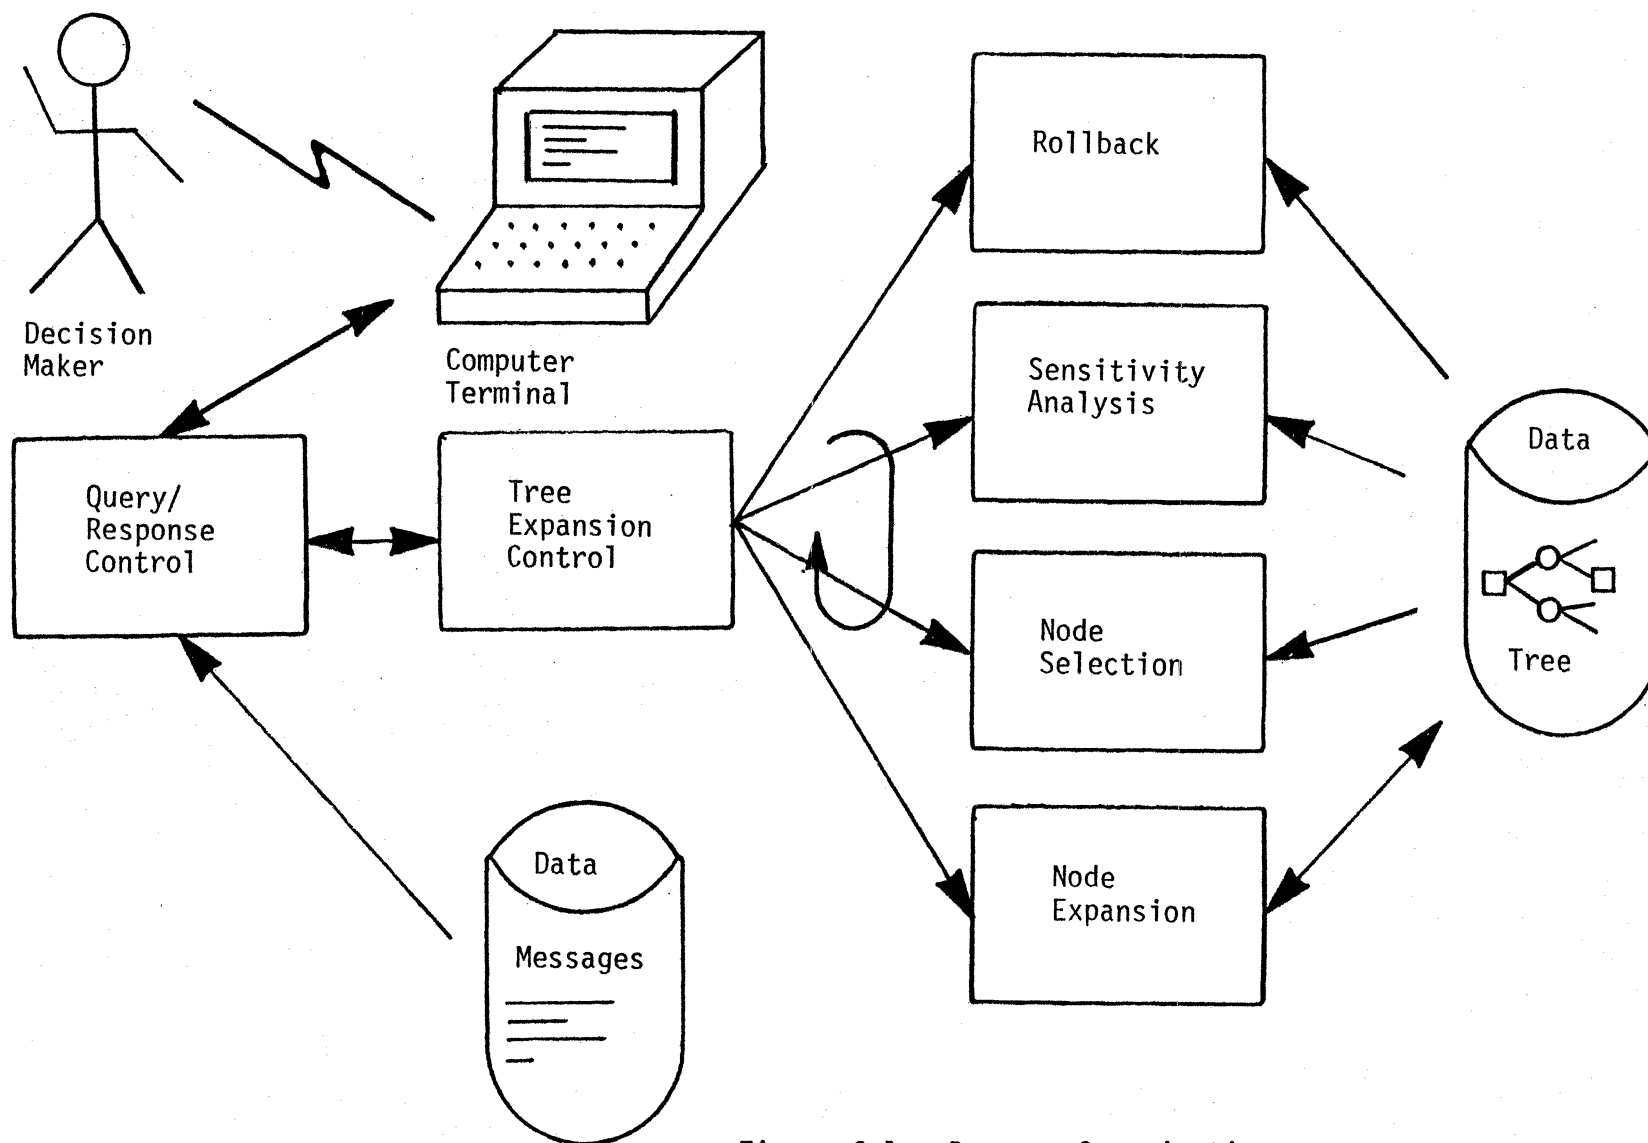 Decision
Maker
Computer
Terminal
Query/
Response
Control
Tree
Expansion
Control
Rollback
Sensitivity
Analysis
Node
Selection
Node
Expansion
Data
Tree
Data
Messages